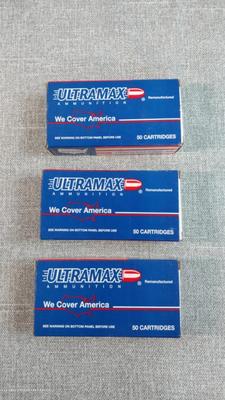 ULTRAMAX
AMMUNITION
®
Remanufactured
We Cover America
SEE WARNING ON BOTTOM PANEL BEFORE USE
50 CARTRIDGES
ULTRAMAX
AMMUNITION
®
Remanufactured
We Cover America
SEE WARNING ON BOTTOM PANEL BEFORE USE
50 CARTRIDGES
ULTRAMAX
AMMUNITION
®
Remanufactured
We Cover America
SEE WARNING ON BOTTOM PANEL BEFORE USE
50 CARTRIDGES